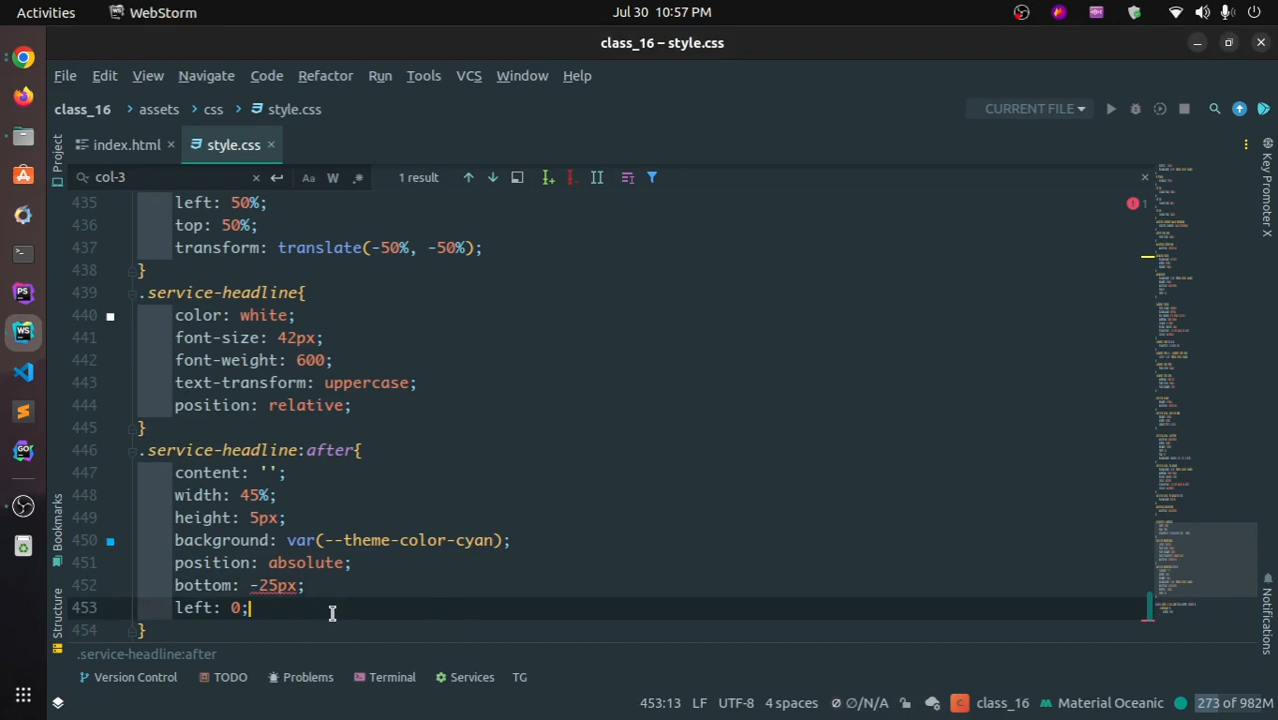 Activities WebStorm Jul 30 10:57 PM
class_16 – style.css
File Edit View Navigate Code Refactor Run Tools VCS Window Help
class_16 assets css style.css CURRENT FILE
index.html style.css
col-3 Aa W .* 1 result
435 left: 50%; 1
436 top: 50%;
437 transform: translate(-50%, -50%);
438 }
439 .service-headline{
440 color: white;
441 font-size: 42px;
442 font-weight: 600;
443 text-transform: uppercase;
444 position: relative;
445 }
446 .service-headline:after{
447 content: '';
448 width: 45%;
449 height: 5px;
450 background: var(--theme-color-cyan);
451 position: absolute;
452 bottom: -25px;
453 left: 0;
454 }
.service-headline:after
Version Control TODO Problems Terminal Services TG
453:13 LF UTF-8 4 spaces ∅/N/A C class_16 Material Oceanic 273 of 982M
Project
Bookmarks
Structure
Key Promoter X
Notifications
PS
WS
GO